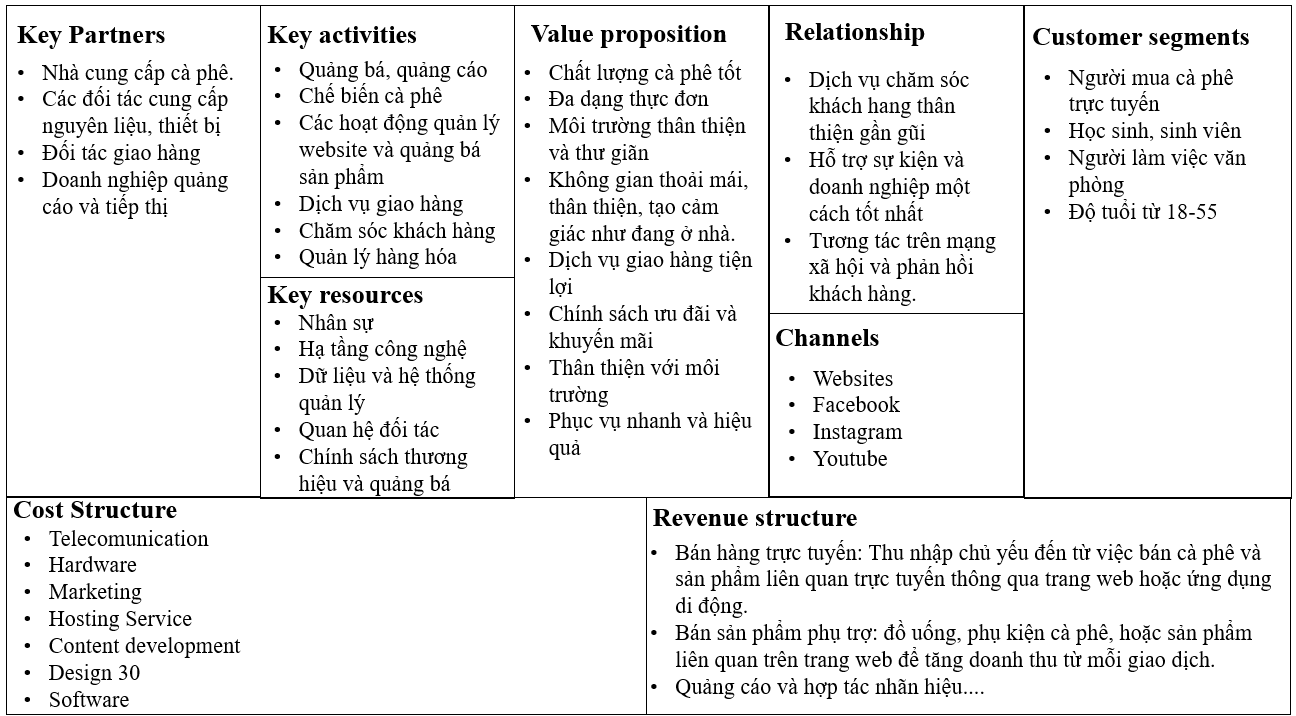 Key Partners
• Nhà cung cấp cà phê.
• Các đối tác cung cấp
nguyên liệu, thiết bị
• Đối tác giao hàng
• Doanh nghiệp quảng
cáo và tiếp thị
Key activities
• Quảng bá, quảng cáo
• Chế biến cà phê
• Các hoạt động quản lý
website và quảng bá
sản phẩm
• Dịch vụ giao hàng
• Chăm sóc khách hàng
• Quản lý hàng hóa
Key resources
• Nhân sự
• Hạ tầng công nghệ
• Dữ liệu và hệ thống
quản lý
• Quan hệ đối tác
• Chính sách thương
hiệu và quảng bá
Value proposition
• Chất lượng cà phê tốt
• Đa dạng thực đơn
• Môi trường thân thiện
và thư giãn
• Không gian thoải mái,
thân thiện, tạo cảm
giác như đang ở nhà.
• Dịch vụ giao hàng tiện
lợi
• Chính sách ưu đãi và
khuyến mãi
• Thân thiện với môi
trường
• Phục vụ nhanh và hiệu
quả
Relationship
• Dịch vụ chăm sóc
khách hang thân
thiện gần gũi
• Hỗ trợ sự kiện và
doanh nghiệp một
cách tốt nhất
• Tương tác trên mạng
xã hội và phản hồi
khách hàng.
Channels
• Websites
• Facebook
• Instagram
• Youtube
Customer segments
• Người mua cà phê
trực tuyến
• Học sinh, sinh viên
• Người làm việc văn
phòng
• Độ tuổi từ 18-55
Cost Structure
• Telecomunication
• Hardware
• Marketing
• Hosting Service
• Content development
• Design 30
• Software
Revenue structure
• Bán hàng trực tuyến: Thu nhập chủ yếu đến từ việc bán cà phê và
sản phẩm liên quan trực tuyến thông qua trang web hoặc ứng dụng
di động.
• Bán sản phẩm phụ trợ: đồ uống, phụ kiện cà phê, hoặc sản phẩm
liên quan trên trang web để tăng doanh thu từ mỗi giao dịch.
• Quảng cáo và hợp tác nhãn hiệu....